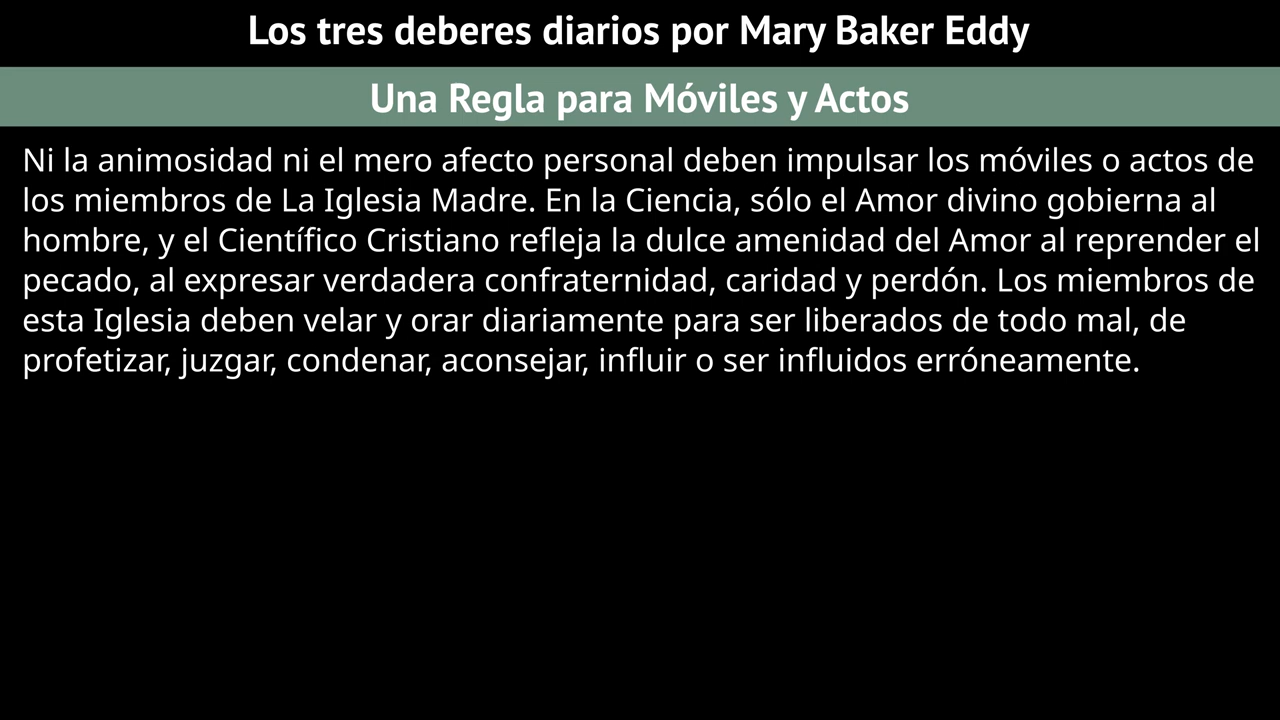 Los tres deberes diarios por Mary Baker Eddy
Una Regla para Móviles y Actos
Ni la animosidad ni el mero afecto personal deben impulsar los móviles o actos de
los miembros de La Iglesia Madre. En la Ciencia, sólo el Amor divino gobierna al
hombre, y el Científico Cristiano refleja la dulce amenidad del Amor al reprender el
pecado, al expresar verdadera confraternidad, caridad y perdón. Los miembros de
esta Iglesia deben velar y orar diariamente para ser liberados de todo mal, de
profetizar, juzgar, condenar, aconsejar, influir o ser influidos erróneamente.